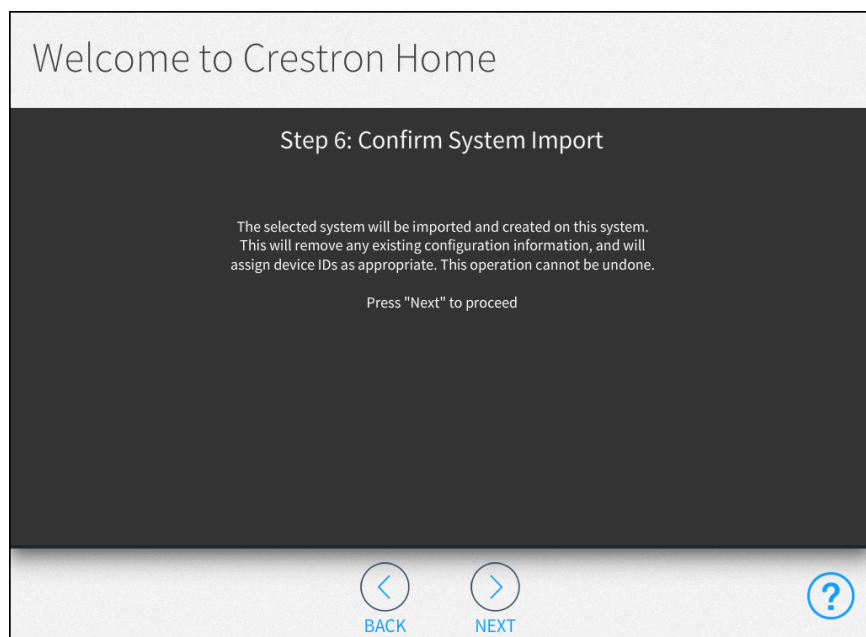 Welcome to Crestron Home
Step 6: Confirm System Import
The selected system will be imported and created on this system.
This will remove any existing configuration information, and will
assign device IDs as appropriate. This operation cannot be undone.
Press "Next" to proceed
BACK
NEXT
?